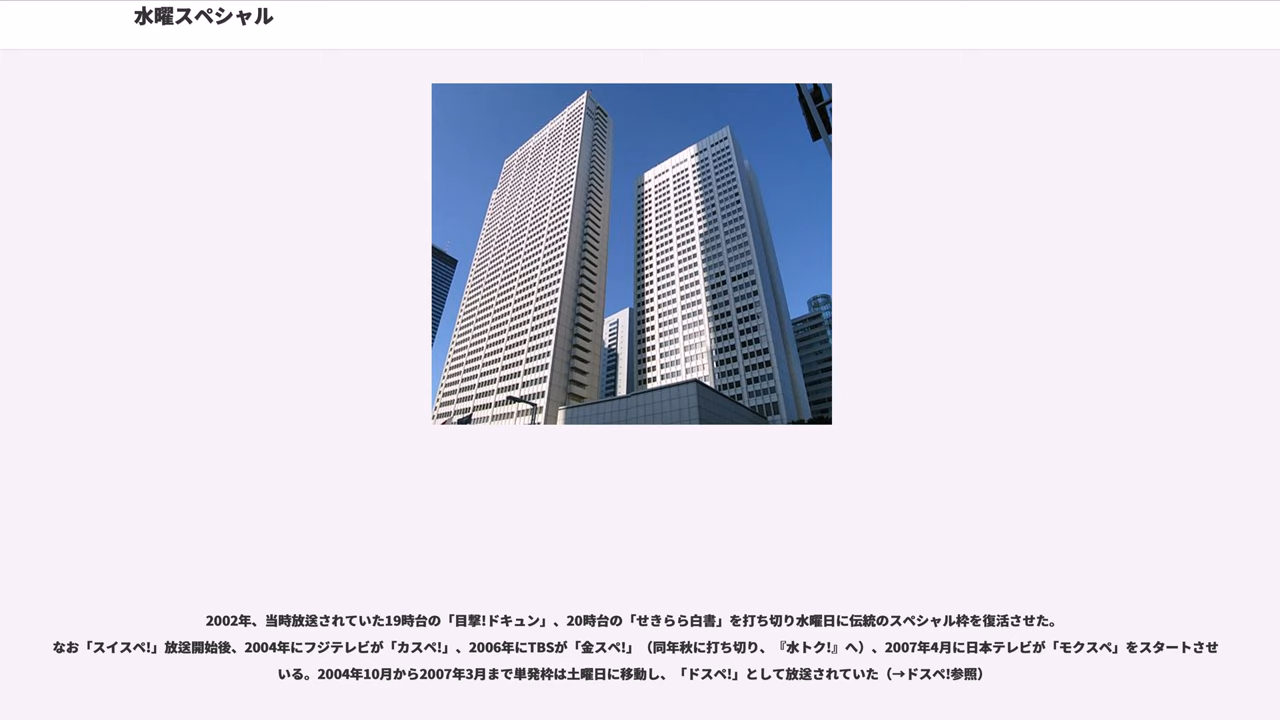 水曜スペシャル
2002年、当時放送されていた19時台の「目撃!ドキュン」、20時台の「せきらら白書」を打ち切り水曜日に伝統のスペシャル枠を復活させた。
なお「スイスペ!」放送開始後、2004年にフジテレビが「カスペ!」、2006年にTBSが「金スペ!」（同年秋に打ち切り、『水トク!』へ）、2007年4月に日本テレビが「モクスペ」をスタートさせ
いる。2004年10月から2007年3月まで単発枠は土曜日に移動し、「ドスペ!」として放送されていた（→ドスペ!参照）